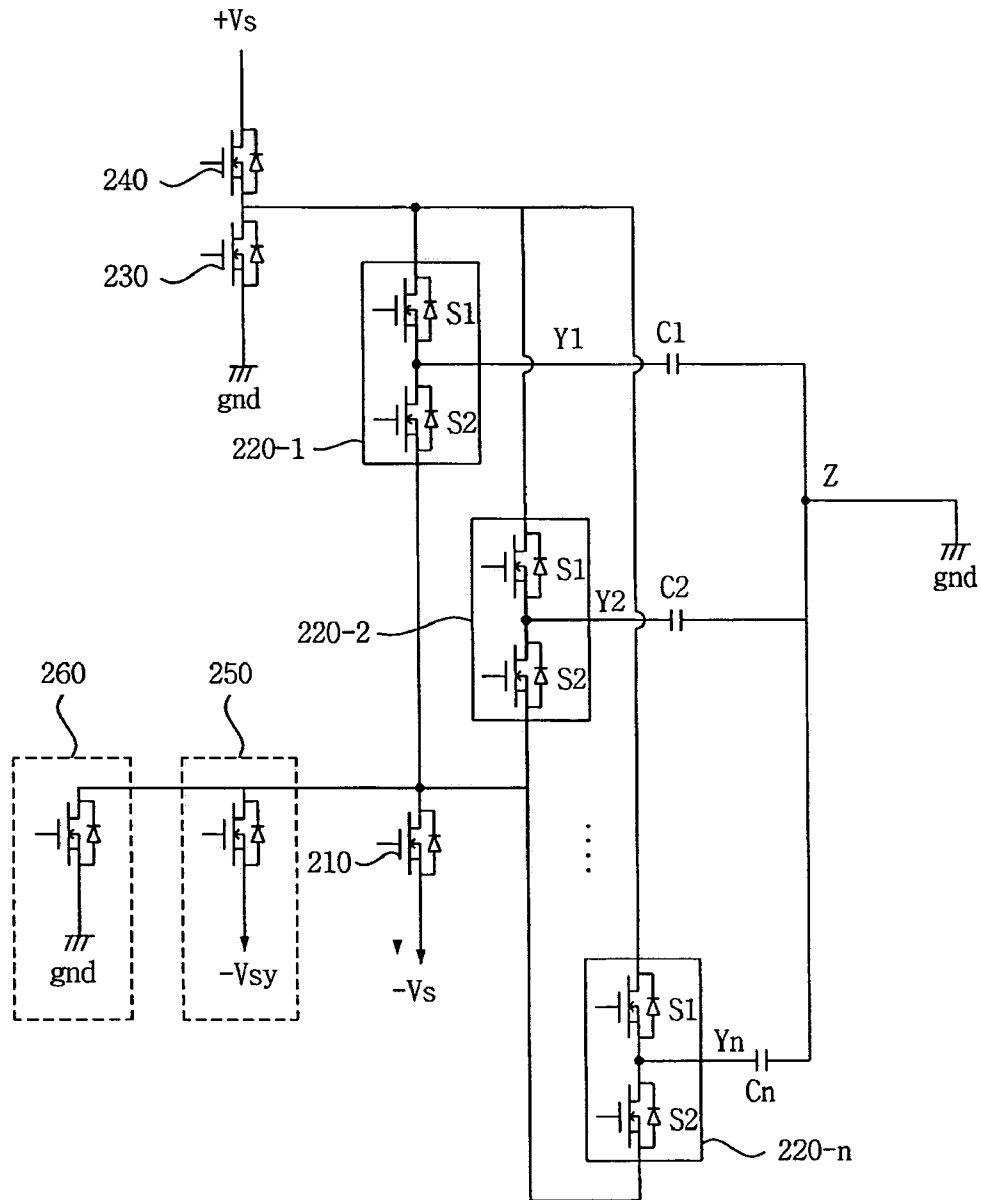 +Vs
240
230
gnd
S1
Y1
C1
S2
220-1
Z
gnd
S1
Y2
C2
220-2
S2
260
250
210
gnd
-Vsy
-Vs
S1
Yn
Cn
S2
220-n